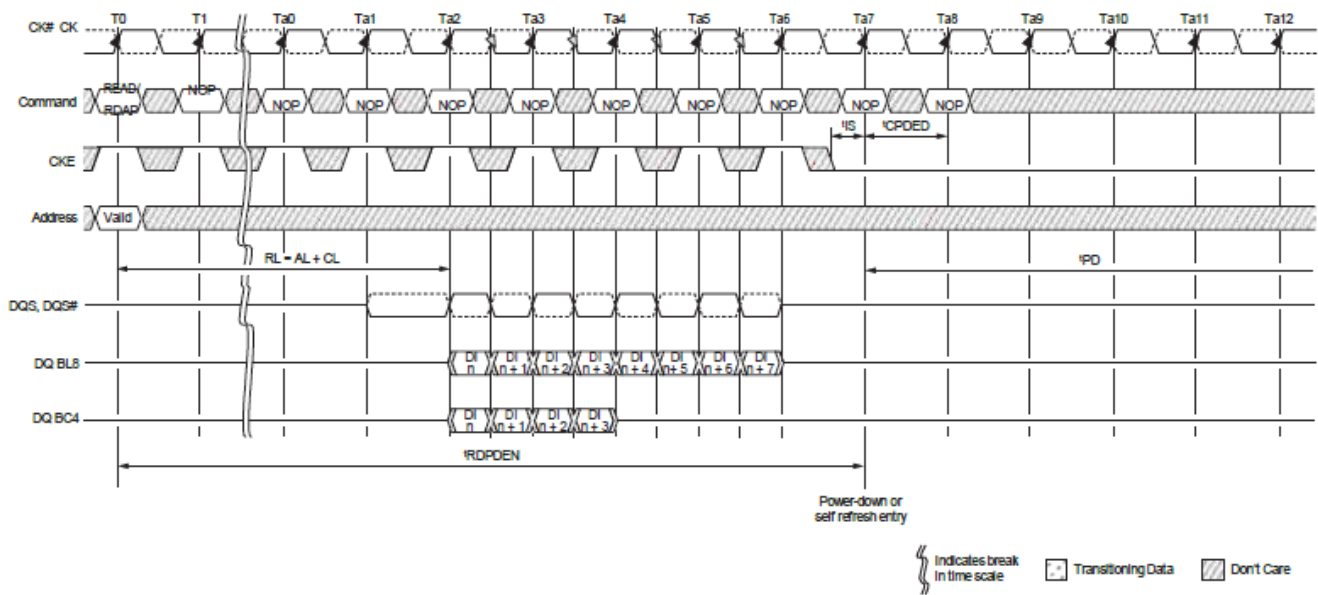 T0 T1 Ta0 Ta1 Ta2 Ta3 Ta4 Ta5 Ta6 Ta7 Ta8 Ta9 Ta10 Ta11 Ta12
CK# CK
Command READ/ NOP NOP NOP NOP NOP NOP NOP NOP NOP NOP
RDAP
tIS tCPDED
CKE
Address Valid
RL = AL + CL tPD
DQS, DQS#
DQ BL8 DI DI DI DI DI DI DI DI
n n + 1 n + 2 n + 3 n + 4 n+ 5 n + 6 n + 7
DQ BC4 DI DI DI DI
n n + 1 n + 2 n + 3
tRDPDEN
Power-down or
self refresh entry
Indicates break
in time scale
Transitioning Data
Don't Care